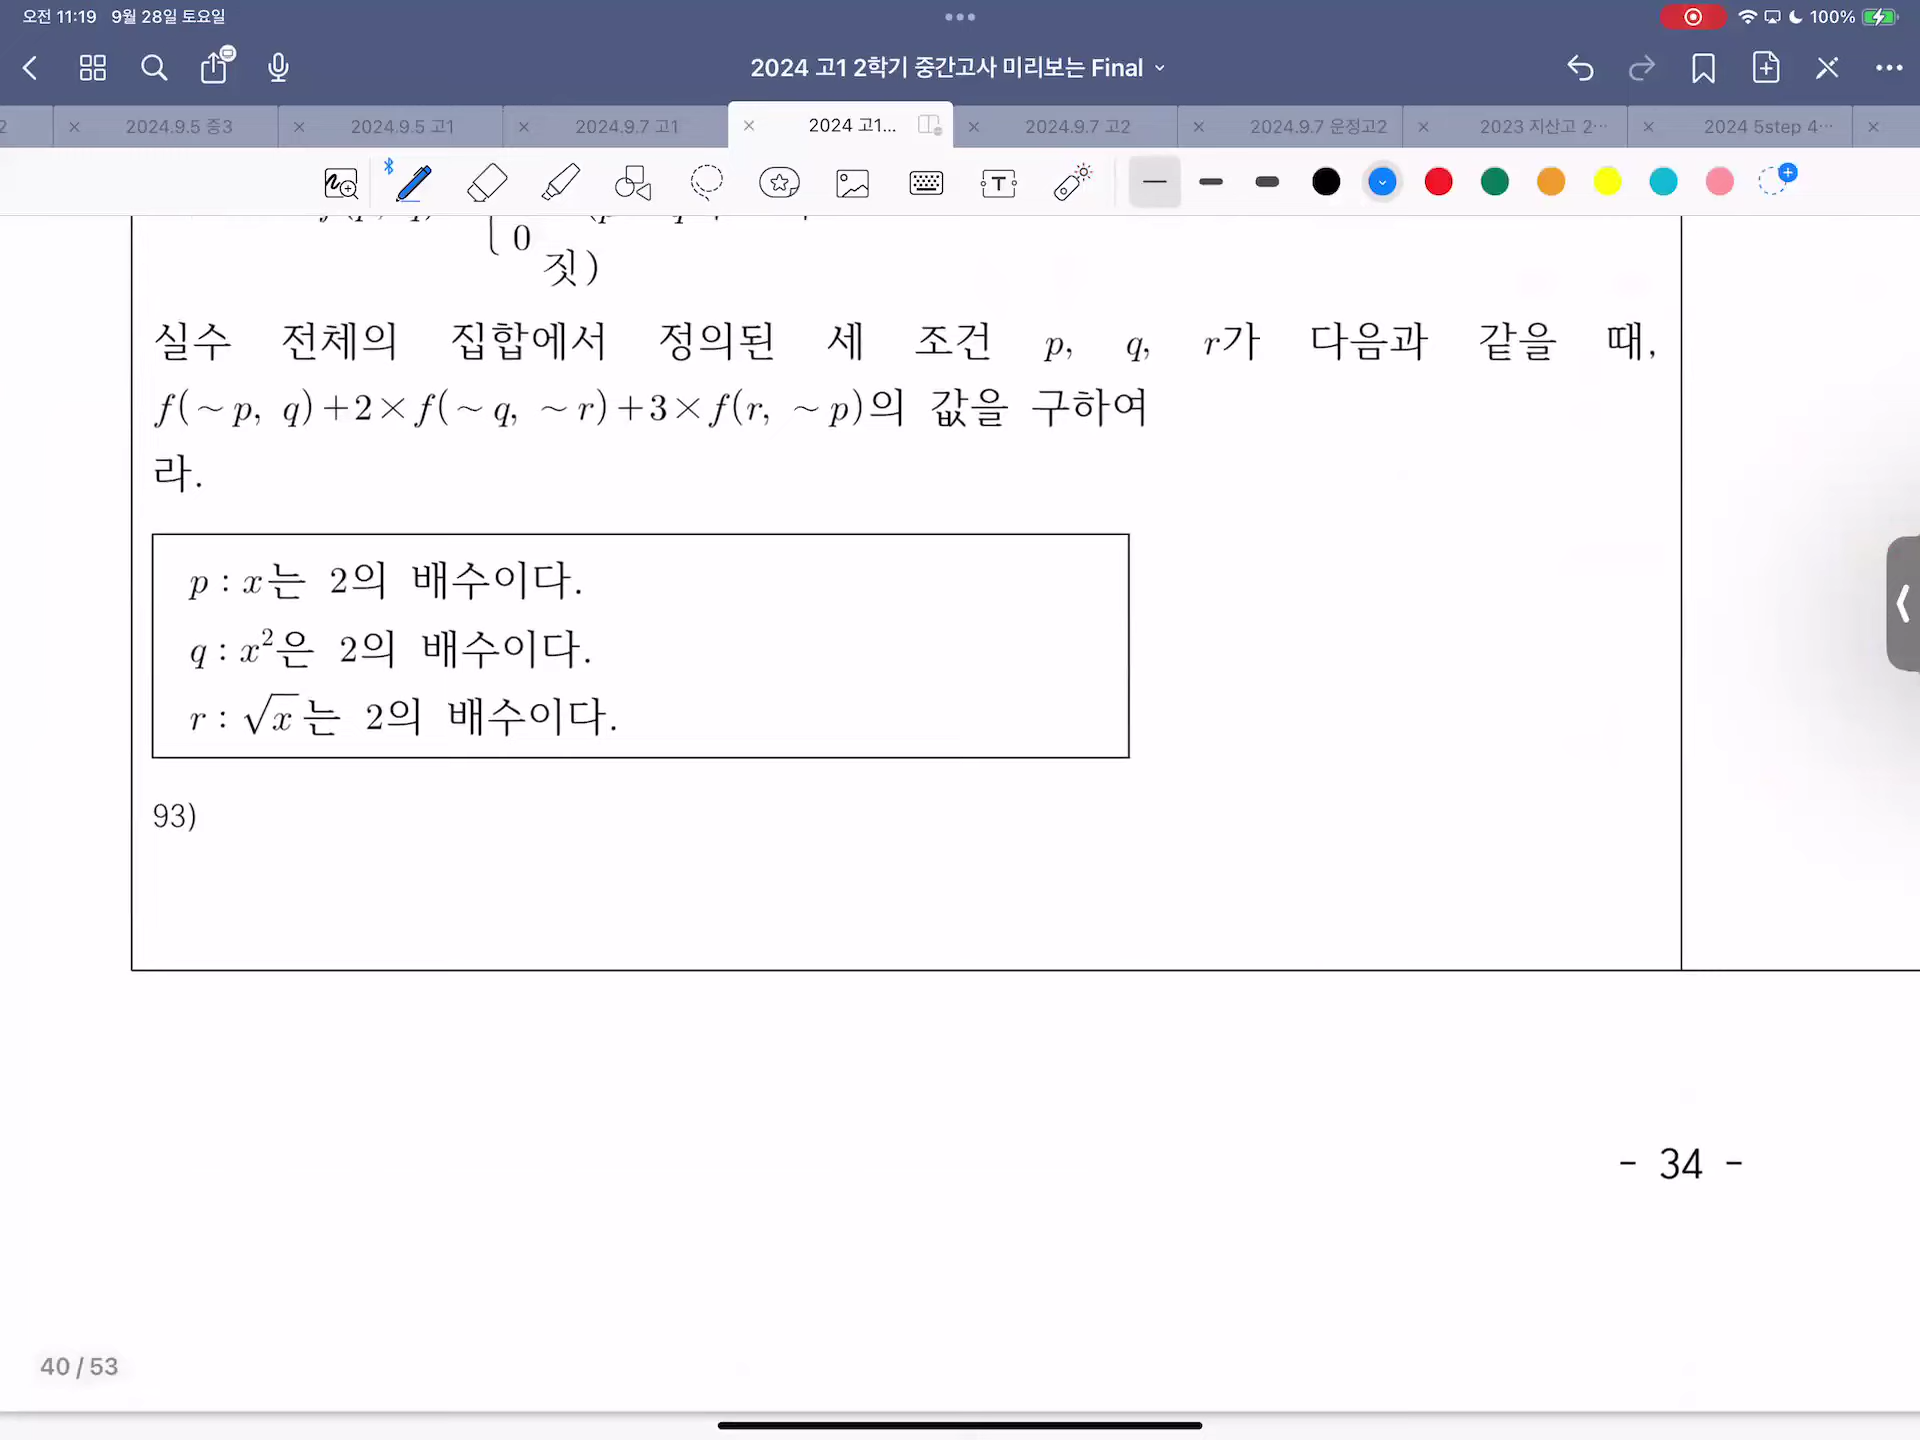 오전 11:19 9월 28일 토요일
100%
2024 고1 2학기 중간고사 미리보는 Final
2
2024.9.5 중3
2024.9.5 고1
2024.9.7 고1
2024 고1...
2024.9.7 고2
2024.9.7 운정고2
2023 지산고 2...
2024 5step 4...
0
짓)
실수 전체의 집합에서 정의된 세 조건 p, q, r가 다음과 같을 때,
f(~p, q)+2×f(~q, ~r)+3×f(r, ~p)의 값을 구하여
라.
p : x는 2의 배수이다.
q : x²은 2의 배수이다.
r : √x는 2의 배수이다.
93)
- 34 -
40 / 53